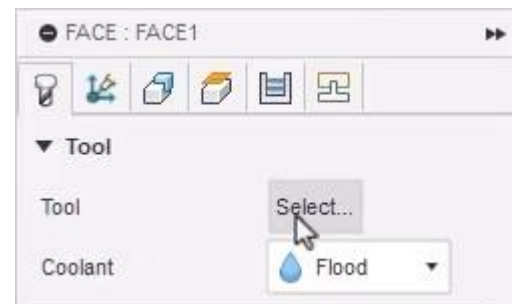 FACE : FACE1
Tool
Tool Select...
Coolant Flood